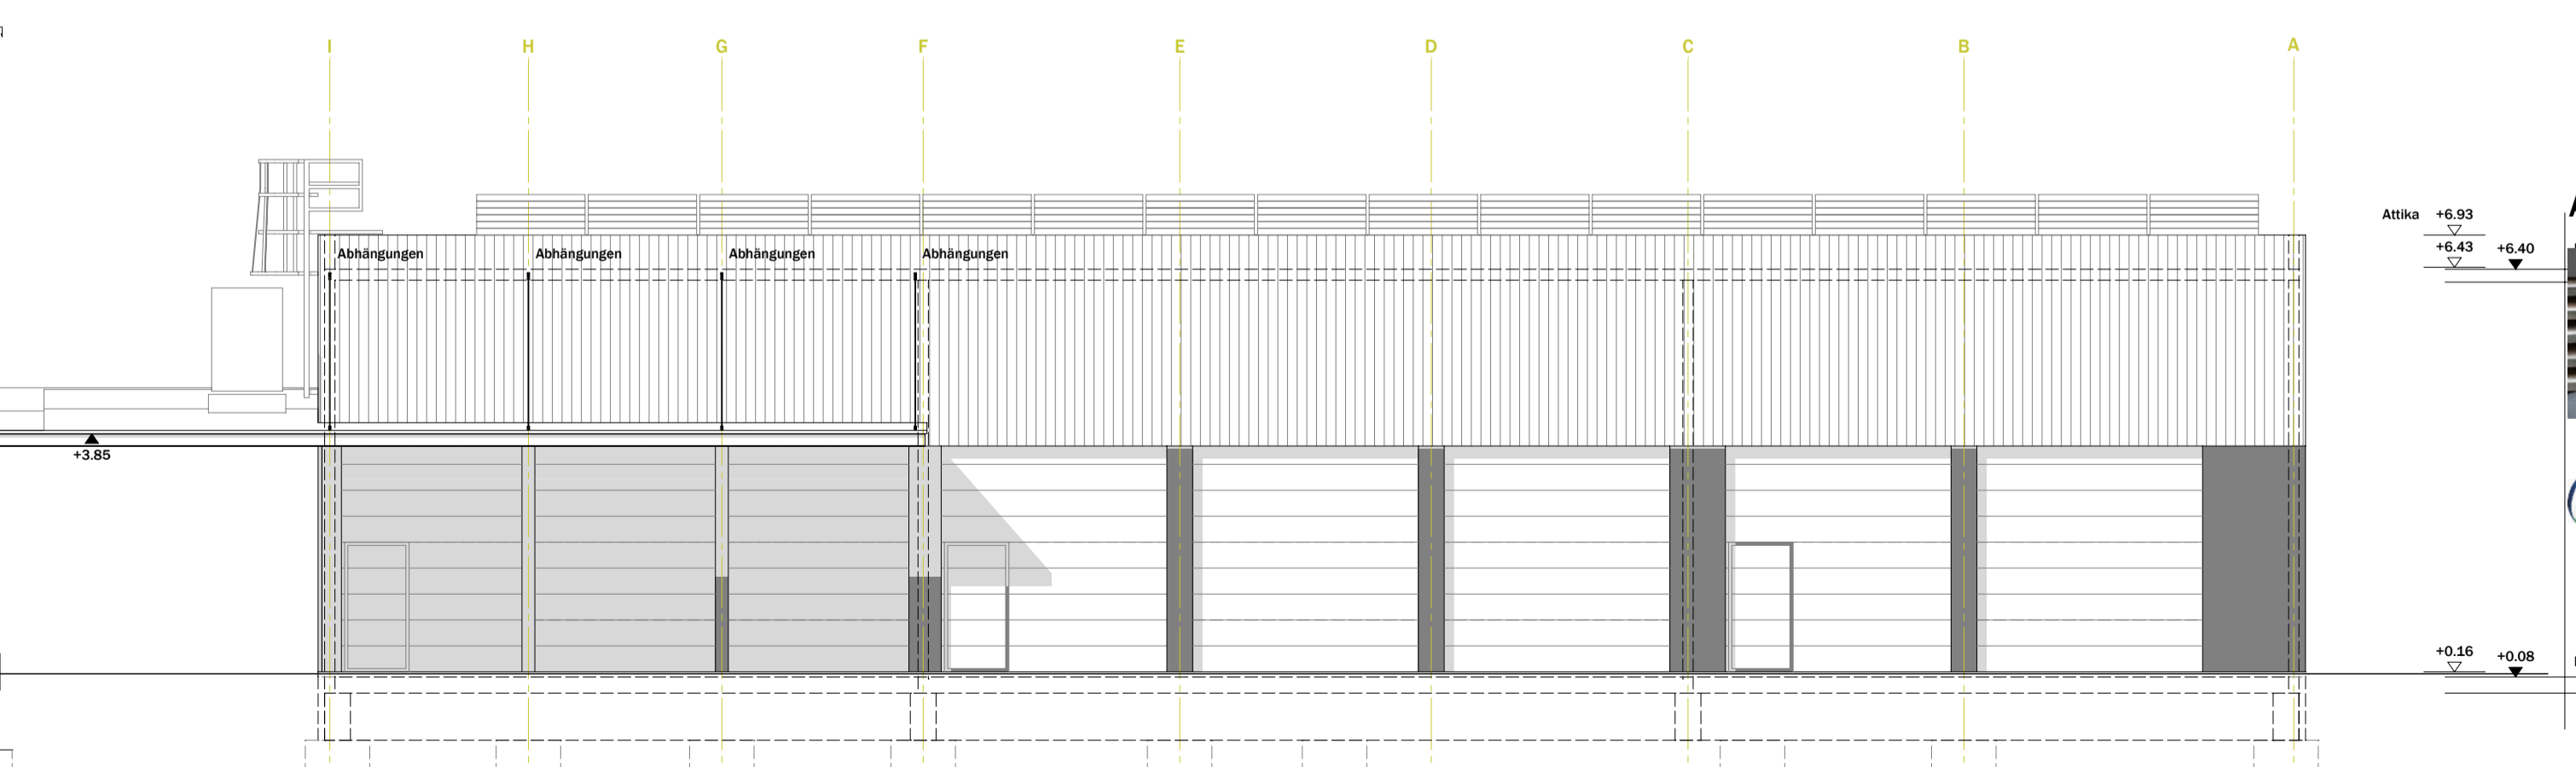 I H G F E D C B A
Abhängungen Abhängungen Abhängungen Abhängungen
Attika +6.93
+6.43 +6.40
+3.85
+0.16 +0.08